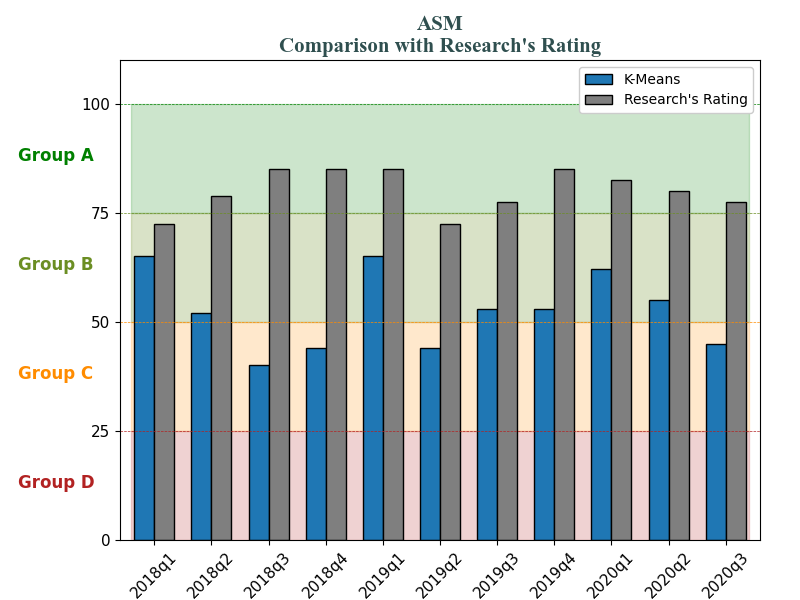 ASM
Comparison with Research's Rating
K-Means
Research's Rating
100
Group A
75
Group B
50
Group C
25
Group D
0
2018q1 2018q2 2018q3 2018q4 2019q1 2019q2 2019q3 2019q4 2020q1 2020q2 2020q3